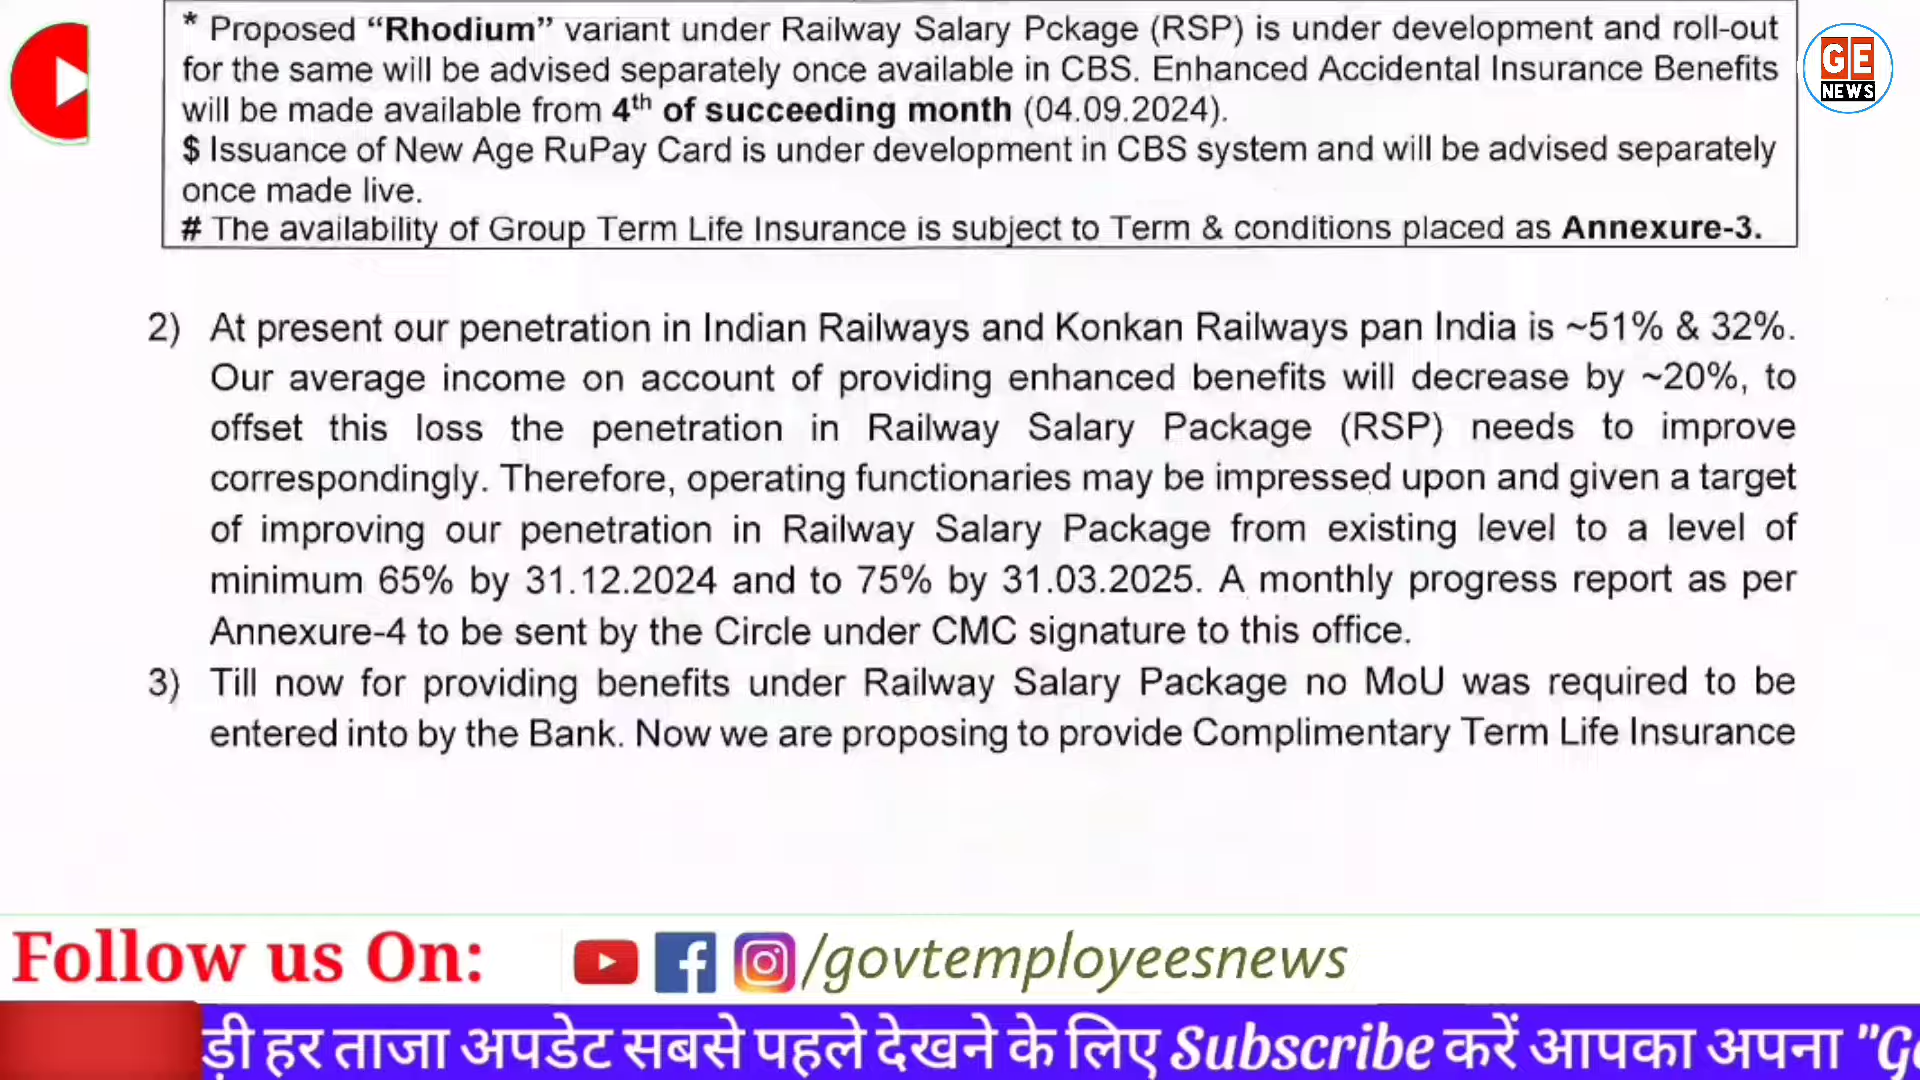 * Proposed “Rhodium” variant under Railway Salary Pckage (RSP) is under development and roll-out
for the same will be advised separately once available in CBS. Enhanced Accidental Insurance Benefits
will be made available from 4th of succeeding month (04.09.2024).
$ Issuance of New Age RuPay Card is under development in CBS system and will be advised separately
once made live.
# The availability of Group Term Life Insurance is subject to Term & conditions placed as Annexure-3.
GE
NEWS
2) At present our penetration in Indian Railways and Konkan Railways pan India is ~51% & 32%.
Our average income on account of providing enhanced benefits will decrease by ~20%, to
offset this loss the penetration in Railway Salary Package (RSP) needs to improve
correspondingly. Therefore, operating functionaries may be impressed upon and given a target
of improving our penetration in Railway Salary Package from existing level to a level of
minimum 65% by 31.12.2024 and to 75% by 31.03.2025. A monthly progress report as per
Annexure-4 to be sent by the Circle under CMC signature to this office.
3) Till now for providing benefits under Railway Salary Package no MoU was required to be
entered into by the Bank. Now we are proposing to provide Complimentary Term Life Insurance
Follow us On: /govtemployeesnews
ड़ी हर ताजा अपडेट सबसे पहले देखने के लिए Subscribe करें आपका अपना "G